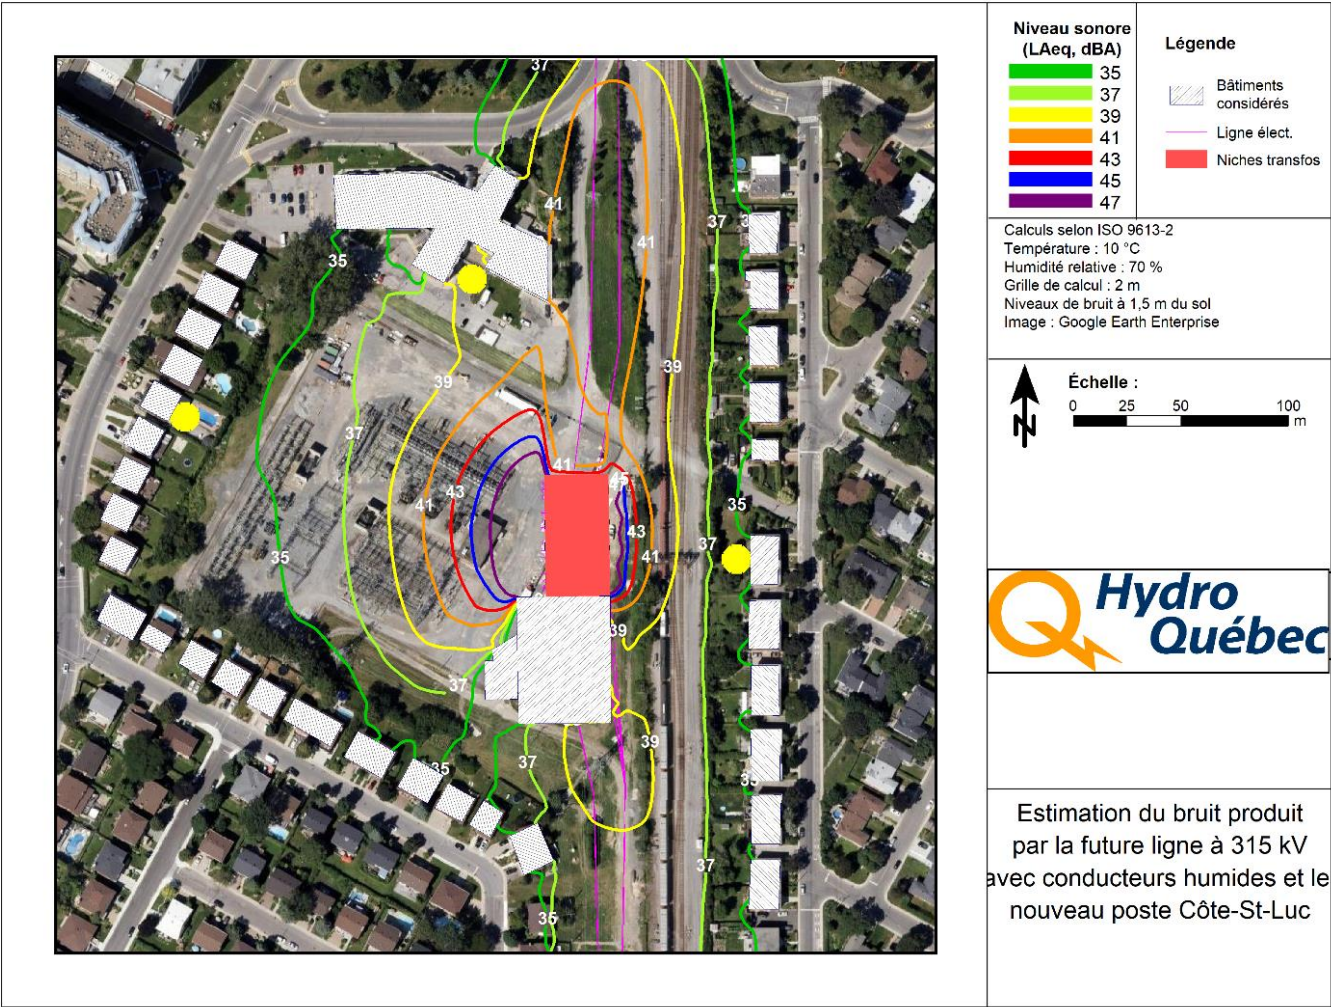 Niveau sonore
(LAeq, dBA)
35
37
39
41
43
45
47
Légende
Bâtiments
considérés
Ligne élect.
Niches transfos
Calculs selon ISO 9613-2
Température : 10 °C
Humidité relative : 70 %
Grille de calcul : 2 m
Niveaux de bruit à 1,5 m du sol
Image : Google Earth Enterprise
N
Échelle :
0 25 50 100
m
Hydro
Québec
Estimation du bruit produit
par la future ligne à 315 kV
avec conducteurs humides et le
nouveau poste Côte-St-Luc
37
41
37
41
35
39
39
37
41
43
41
35
45
43
37
41
35
39
37
39
37
35
37
35